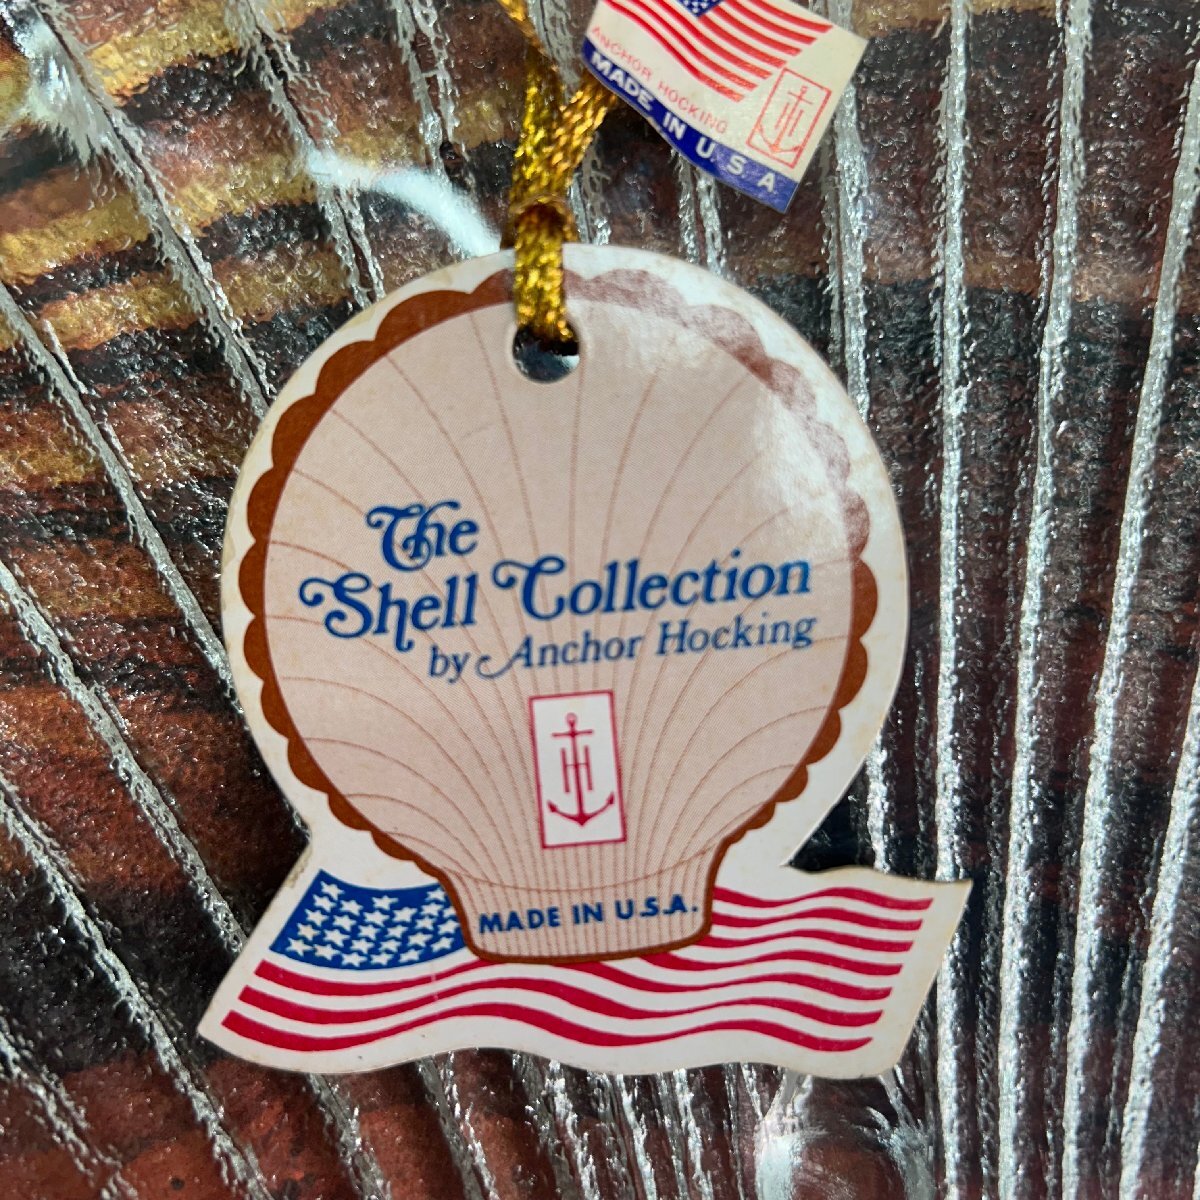 ANCHOR HOCKING
MADE IN U S A
H
The
Shell Collection
by Anchor Hocking
H
MADE IN U.S.A.